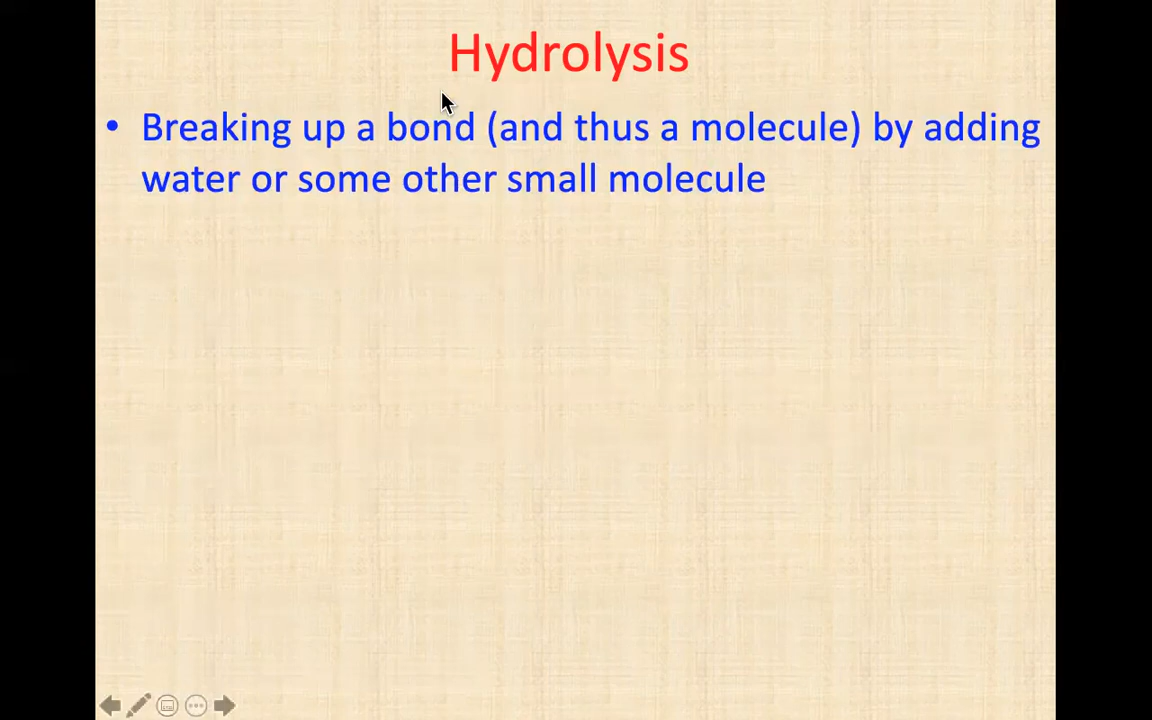 Hydrolysis
• Breaking up a bond (and thus a molecule) by adding
water or some other small molecule